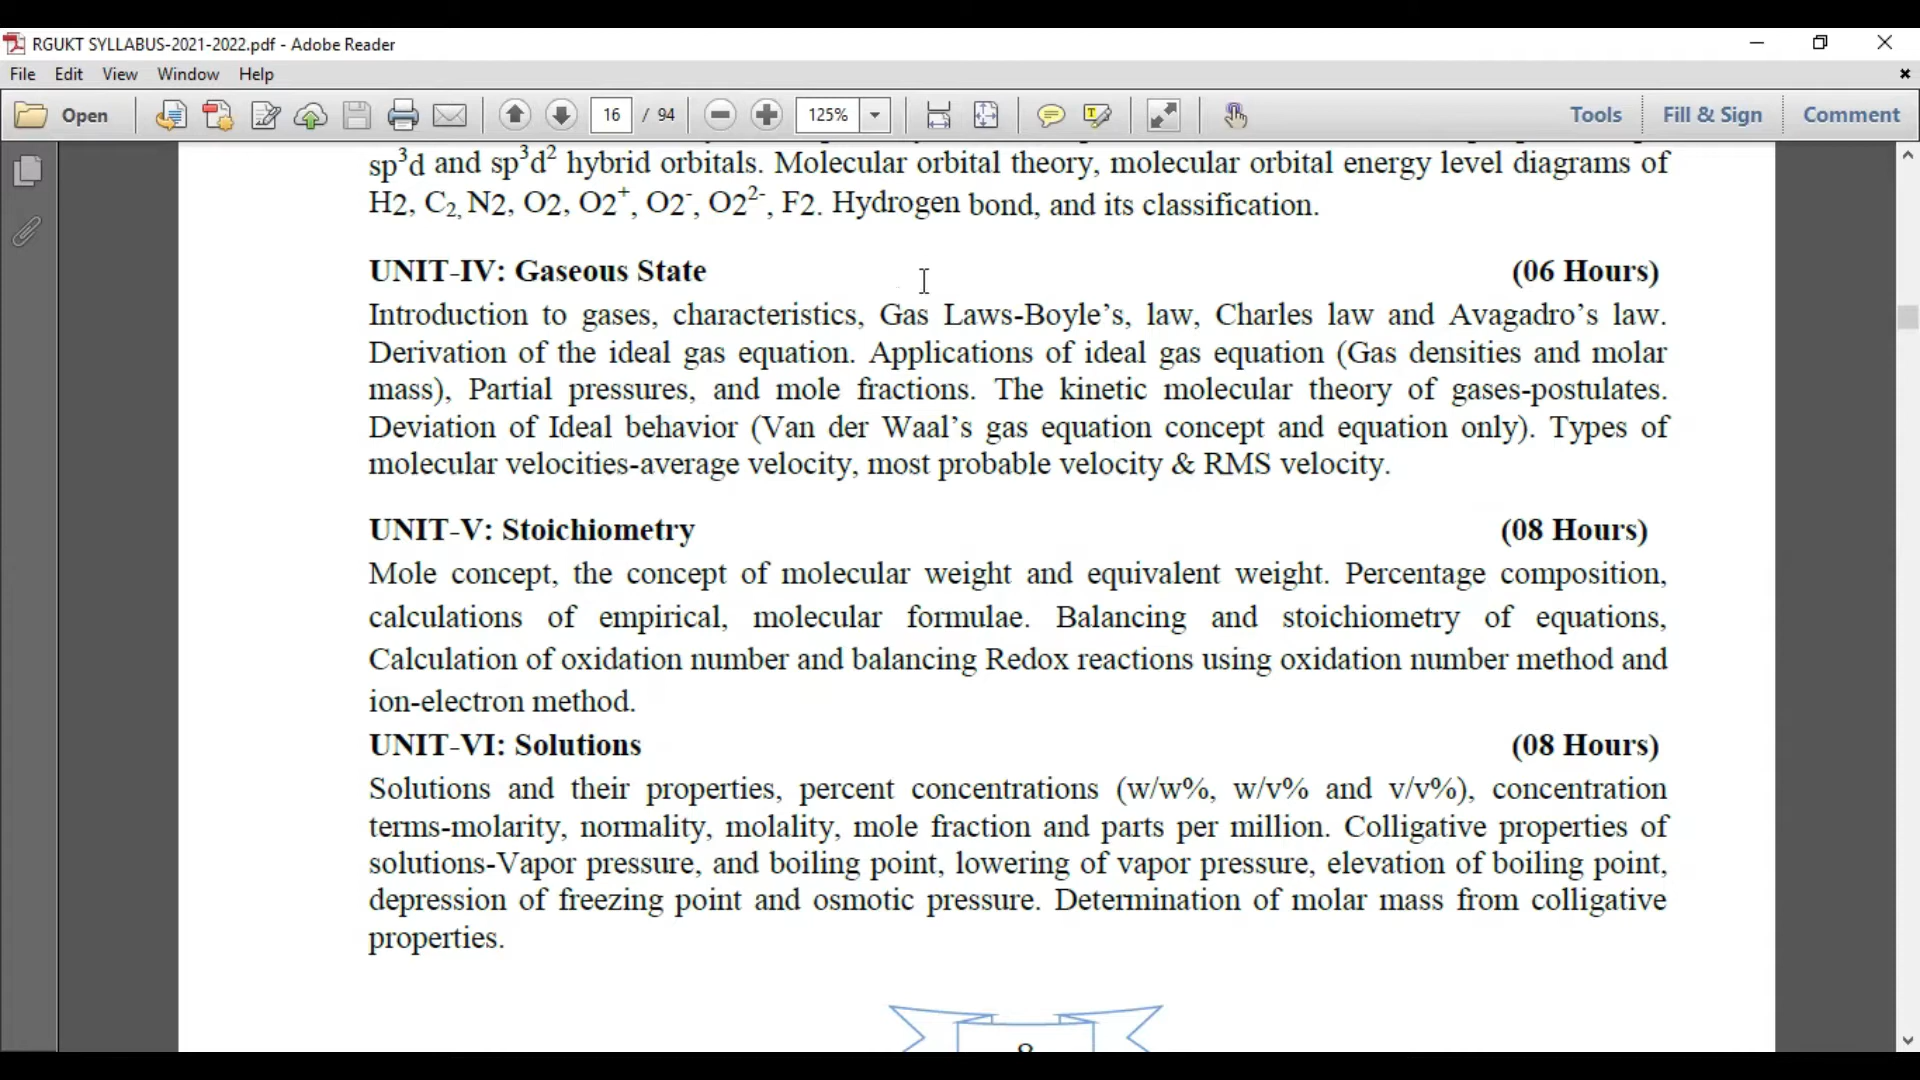 RGUKT SYLLABUS-2021-2022.pdf - Adobe Reader
File Edit View Window Help
Open 16 / 94 125% Tools Fill & Sign Comment
sp³d and sp³d² hybrid orbitals. Molecular orbital theory, molecular orbital energy level diagrams of
H2, C₂, N2, O2, O2⁺, O2⁻, O2²⁻, F2. Hydrogen bond, and its classification.
UNIT-IV: Gaseous State (06 Hours)
Introduction to gases, characteristics, Gas Laws-Boyle’s, law, Charles law and Avagadro’s law.
Derivation of the ideal gas equation. Applications of ideal gas equation (Gas densities and molar
mass), Partial pressures, and mole fractions. The kinetic molecular theory of gases-postulates.
Deviation of Ideal behavior (Van der Waal’s gas equation concept and equation only). Types of
molecular velocities-average velocity, most probable velocity & RMS velocity.
UNIT-V: Stoichiometry (08 Hours)
Mole concept, the concept of molecular weight and equivalent weight. Percentage composition,
calculations of empirical, molecular formulae. Balancing and stoichiometry of equations,
Calculation of oxidation number and balancing Redox reactions using oxidation number method and
ion-electron method.
UNIT-VI: Solutions (08 Hours)
Solutions and their properties, percent concentrations (w/w%, w/v% and v/v%), concentration
terms-molarity, normality, molality, mole fraction and parts per million. Colligative properties of
solutions-Vapor pressure, and boiling point, lowering of vapor pressure, elevation of boiling point,
depression of freezing point and osmotic pressure. Determination of molar mass from colligative
properties.